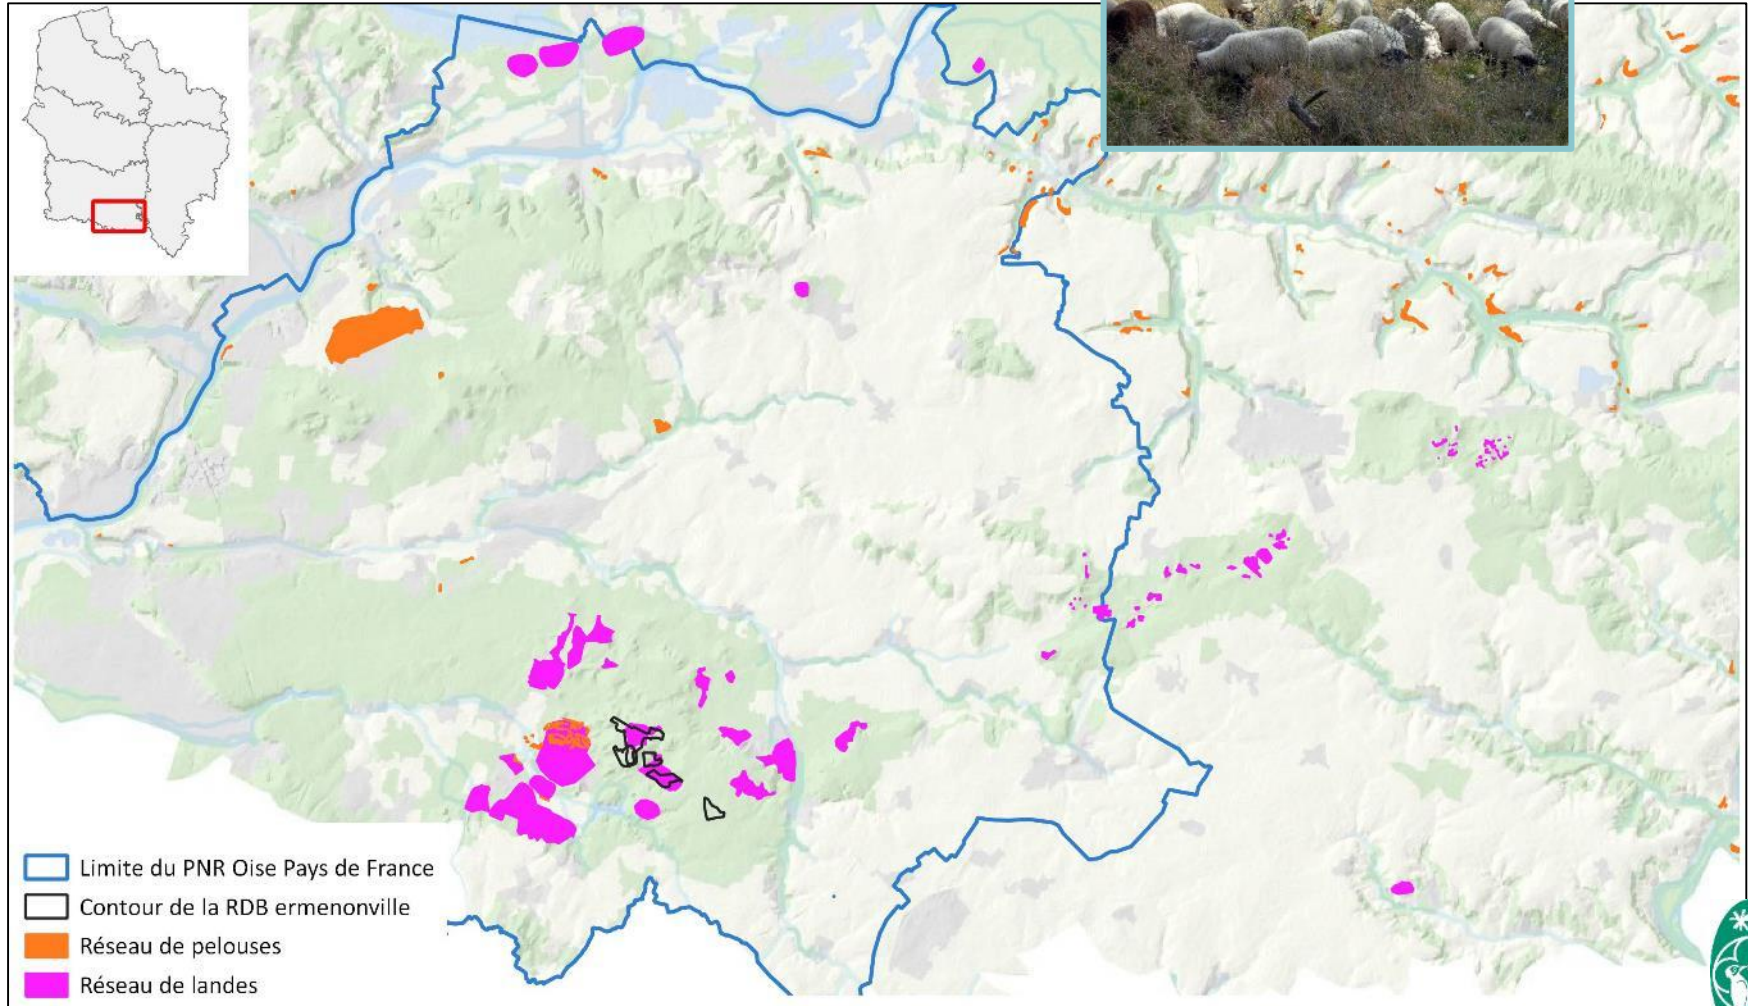 Limite du PNR Oise Pays de France
Contour de la RDB ermenonville
Réseau de pelouses
Réseau de landes